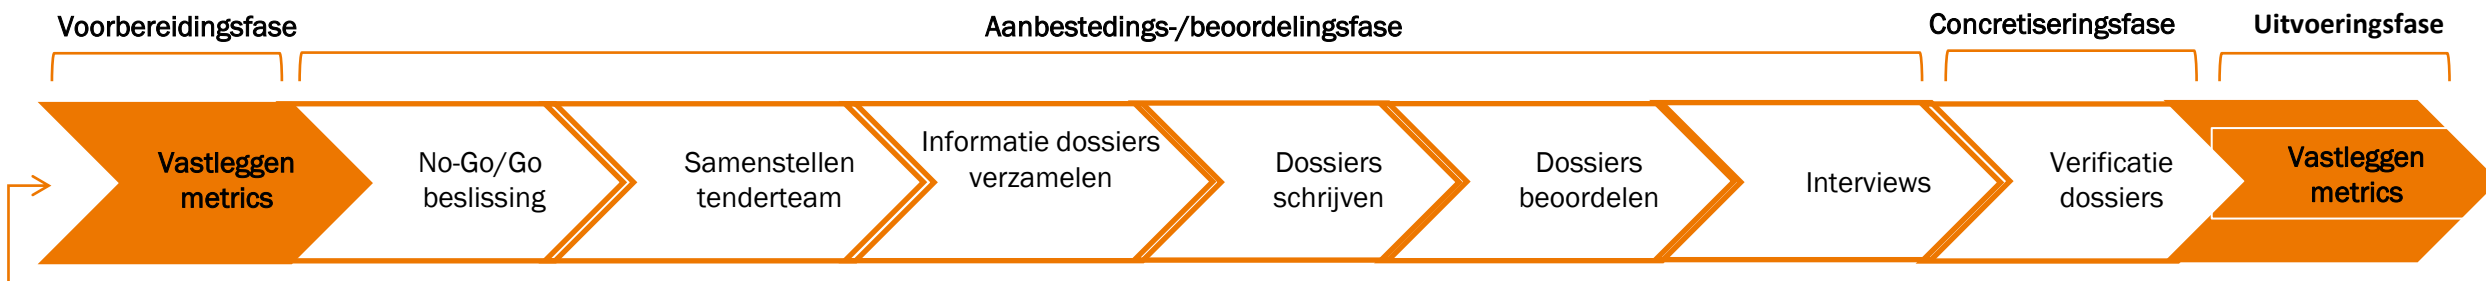 Voorbereidingsfase
Aanbestedings-/beoordelingsfase
Concretiseringsfase
Uitvoeringsfase
Vastleggen
metrics
No-Go/Go
beslissing
Samenstellen
tenderteam
Informatie dossiers
verzamelen
Dossiers
schrijven
Dossiers
beoordelen
Interviews
Verificatie
dossiers
Vastleggen
metrics